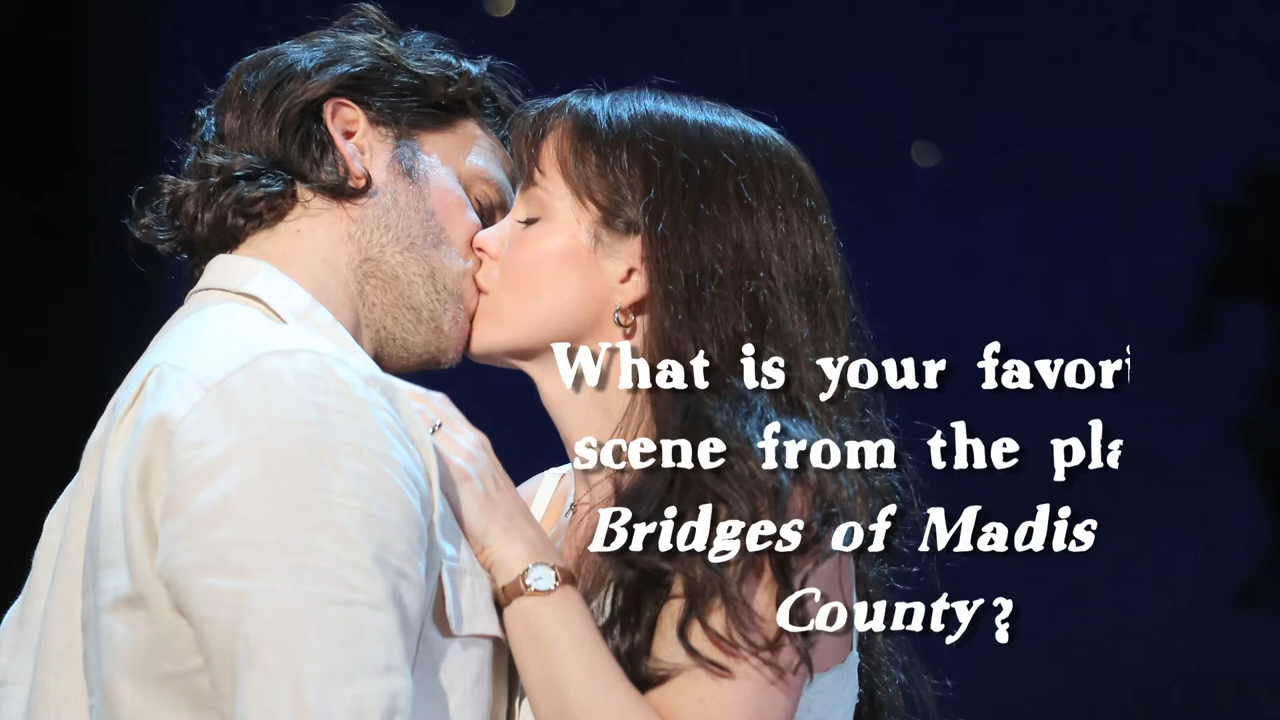 What is your favori
scene from the pla
Bridges of Madis
County?